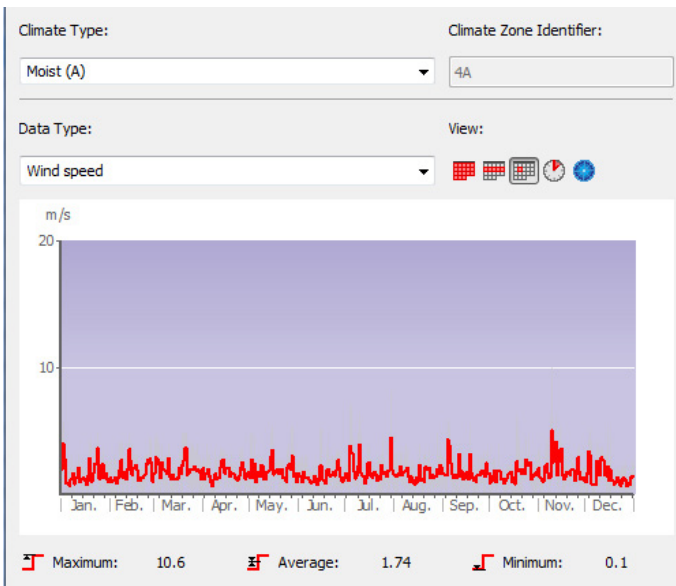 Climate Type: Climate Zone Identifier:
Moist (A) 4A
Data Type: View:
Wind speed
m/s
20
10
Jan. Feb. Mar. Apr. May. Jun. Jul. Aug. Sep. Oct. Nov. Dec.
Maximum: 10.6 Average: 1.74 Minimum: 0.1